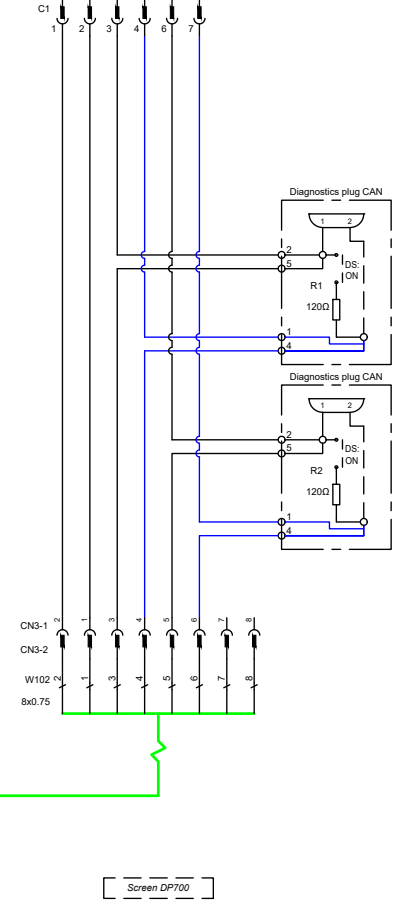 C1
1 2 3 4 6 7
Diagnostics plug CAN
1 2
2
5
DS:
ON
R1
120Ω
1
4
Diagnostics plug CAN
1 2
2
5
DS:
ON
R2
120Ω
1
4
CN3-1
2 1 3 4 5 6 7 8
CN3-2
W102
2 1 3 4 5 6 7 8
8x0.75
Screen DP700